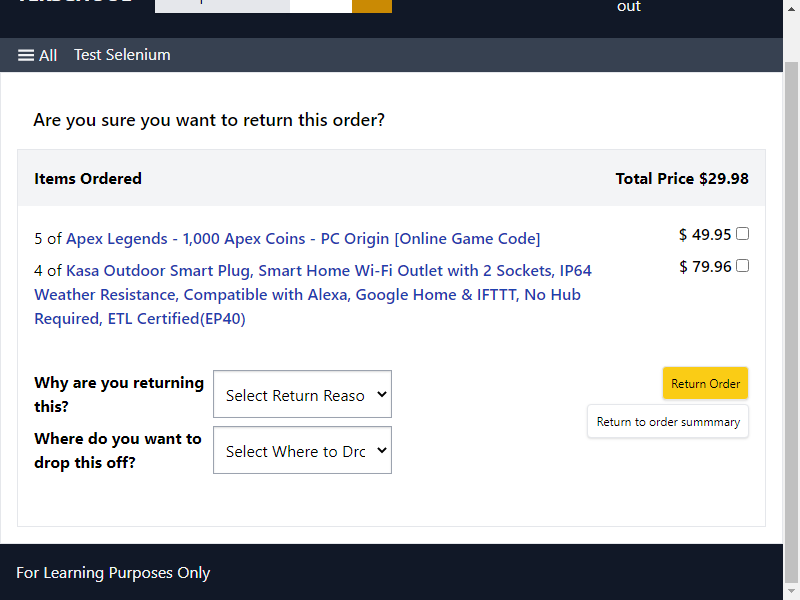 out
All Test Selenium
Are you sure you want to return this order?
Items Ordered Total Price $29.98
5 of Apex Legends - 1,000 Apex Coins - PC Origin [Online Game Code] $ 49.95
4 of Kasa Outdoor Smart Plug, Smart Home Wi-Fi Outlet with 2 Sockets, IP64 $ 79.96
Weather Resistance, Compatible with Alexa, Google Home & IFTTT, No Hub
Required, ETL Certified(EP40)
Why are you returning
this?
Select Return Reaso
Return Order
Return to order summmary
Where do you want to
drop this off?
Select Where to Drc
For Learning Purposes Only